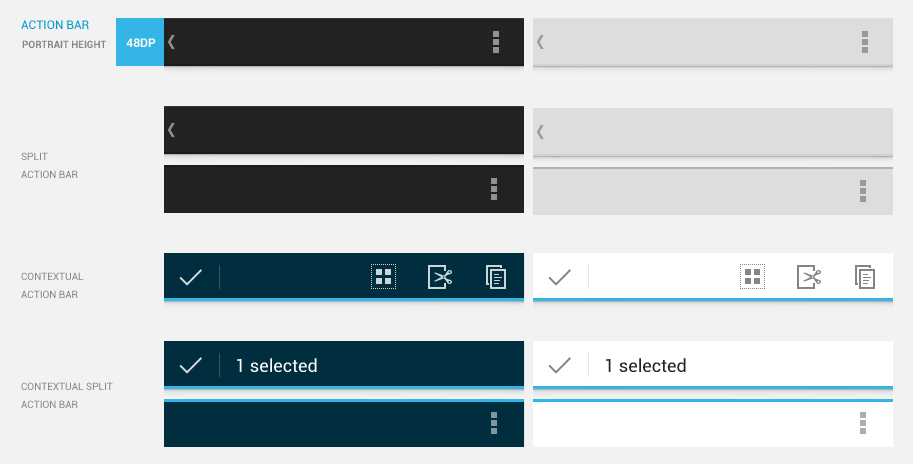 ACTION BAR
PORTRAIT HEIGHT
48DP
SPLIT
ACTION BAR
CONTEXTUAL
ACTION BAR
CONTEXTUAL SPLIT
ACTION BAR
1 selected
1 selected